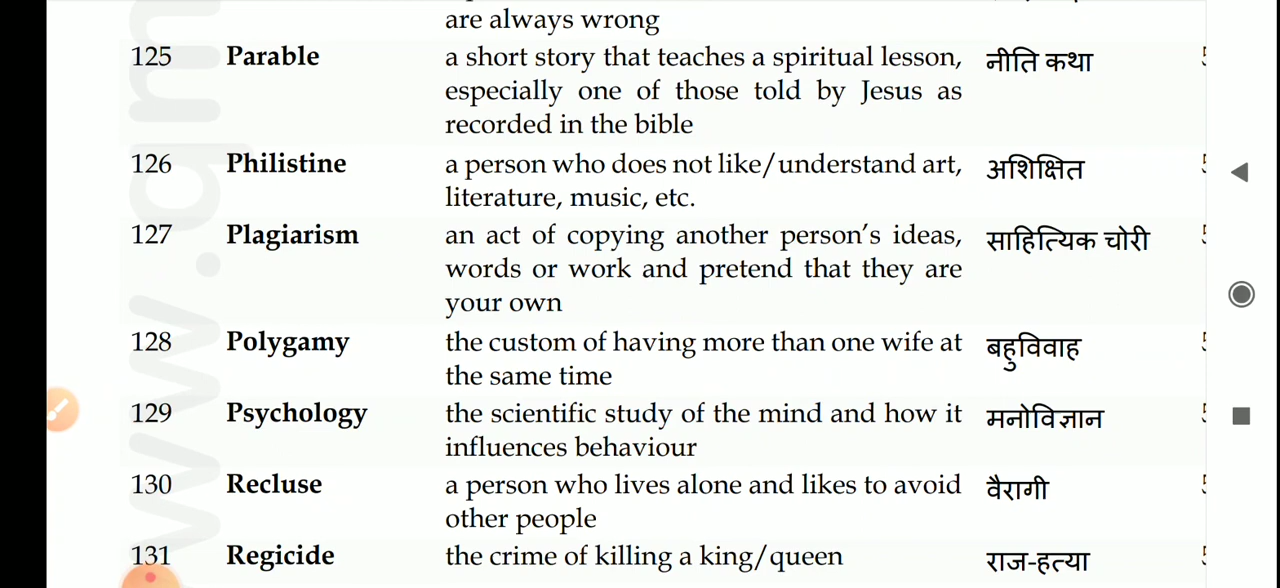 are always wrong
125 Parable a short story that teaches a spiritual lesson, नीति कथा
especially one of those told by Jesus as
recorded in the bible
126 Philistine a person who does not like/understand art, अशिक्षित
literature, music, etc.
127 Plagiarism an act of copying another person's ideas, साहित्यिक चोरी
words or work and pretend that they are
your own
128 Polygamy the custom of having more than one wife at बहुविवाह
the same time
129 Psychology the scientific study of the mind and how it मनोविज्ञान
influences behaviour
130 Recluse a person who lives alone and likes to avoid वैरागी
other people
131 Regicide the crime of killing a king/queen राज-हत्या